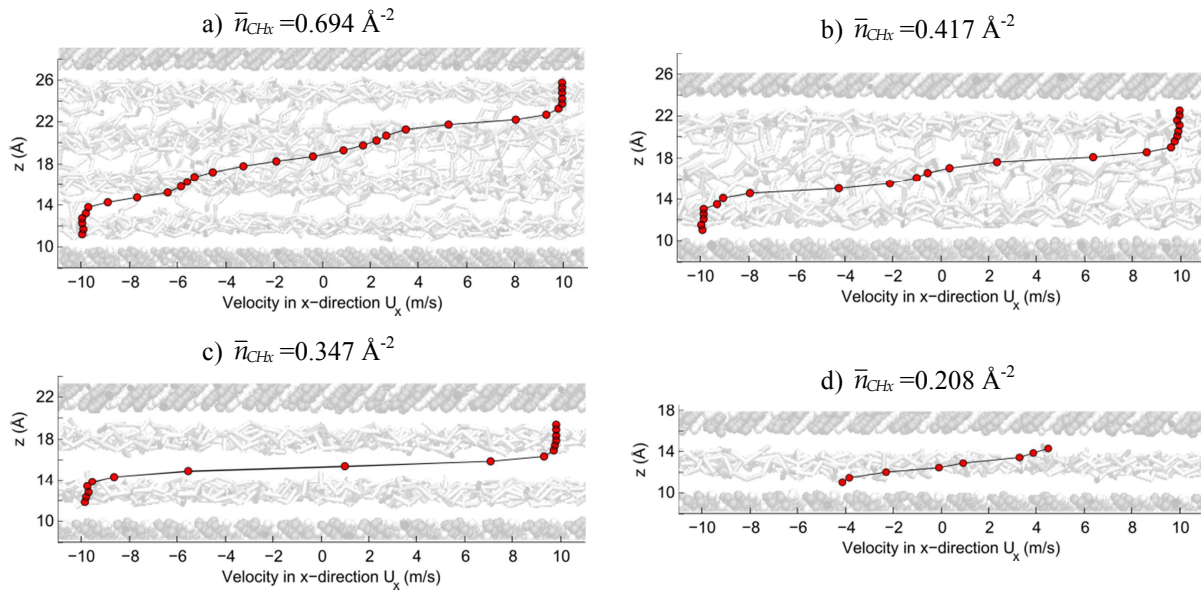 a) n̅CHx =0.694 Å-2
z (Å)
26
22
18
14
10
−10 −8 −6 −4 −2 0 2 4 6 8 10
Velocity in x−direction Ux (m/s)
b) n̅CHx =0.417 Å-2
z (Å)
26
22
18
14
10
−10 −8 −6 −4 −2 0 2 4 6 8 10
Velocity in x−direction Ux (m/s)
c) n̅CHx =0.347 Å-2
z (Å)
22
18
14
10
−10 −8 −6 −4 −2 0 2 4 6 8 10
Velocity in x−direction Ux (m/s)
d) n̅CHx =0.208 Å-2
z (Å)
18
14
10
−10 −8 −6 −4 −2 0 2 4 6 8 10
Velocity in x−direction Ux (m/s)